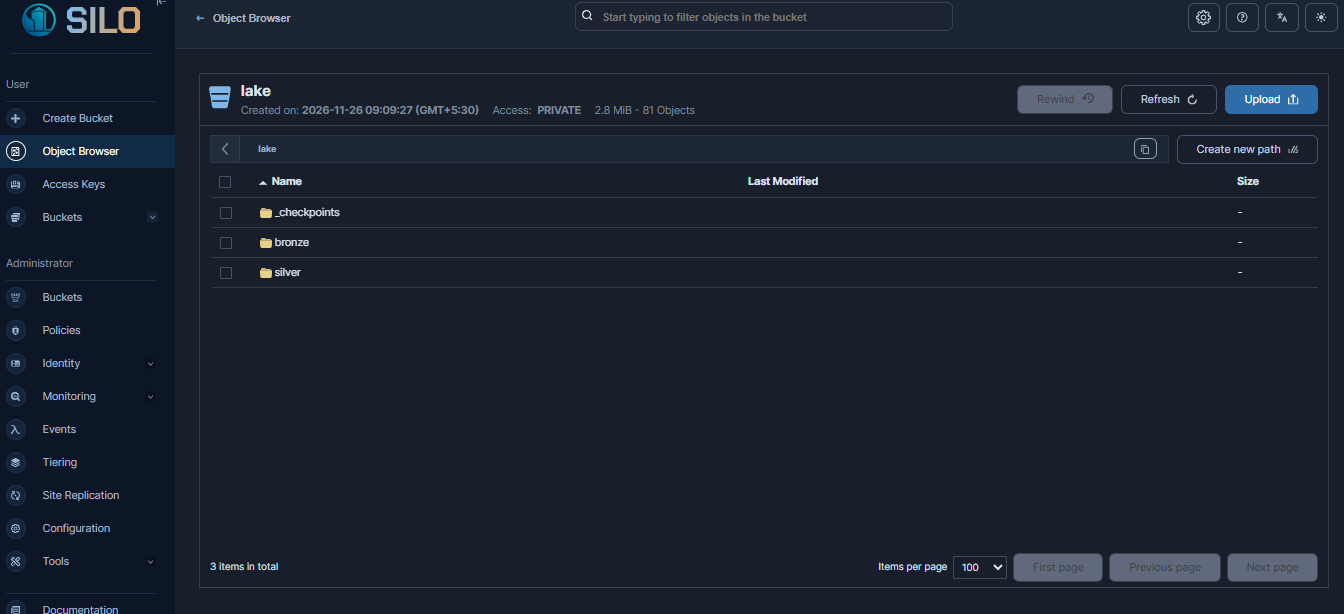 SILO
Object Browser
Start typing to filter objects in the bucket
User
Create Bucket
Object Browser
Access Keys
Buckets
Administrator
Buckets
Policies
Identity
Monitoring
Events
Tiering
Site Replication
Configuration
Tools
Documentation
lake
Created on: 2026-11-26 09:09:27 (GMT+5:30) Access: PRIVATE 2.8 MiB - 81 Objects
Rewind
Refresh
Upload
lake
Create new path
Name Last Modified Size
_checkpoints -
bronze -
silver -
3 items in total
Items per page 100
First page
Previous page
Next page